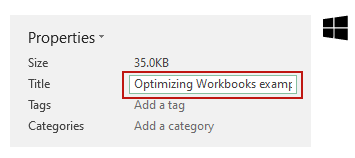 Properties
Size 35.0KB
Title Optimizing Workbooks examp
Tags Add a tag
Categories Add a category